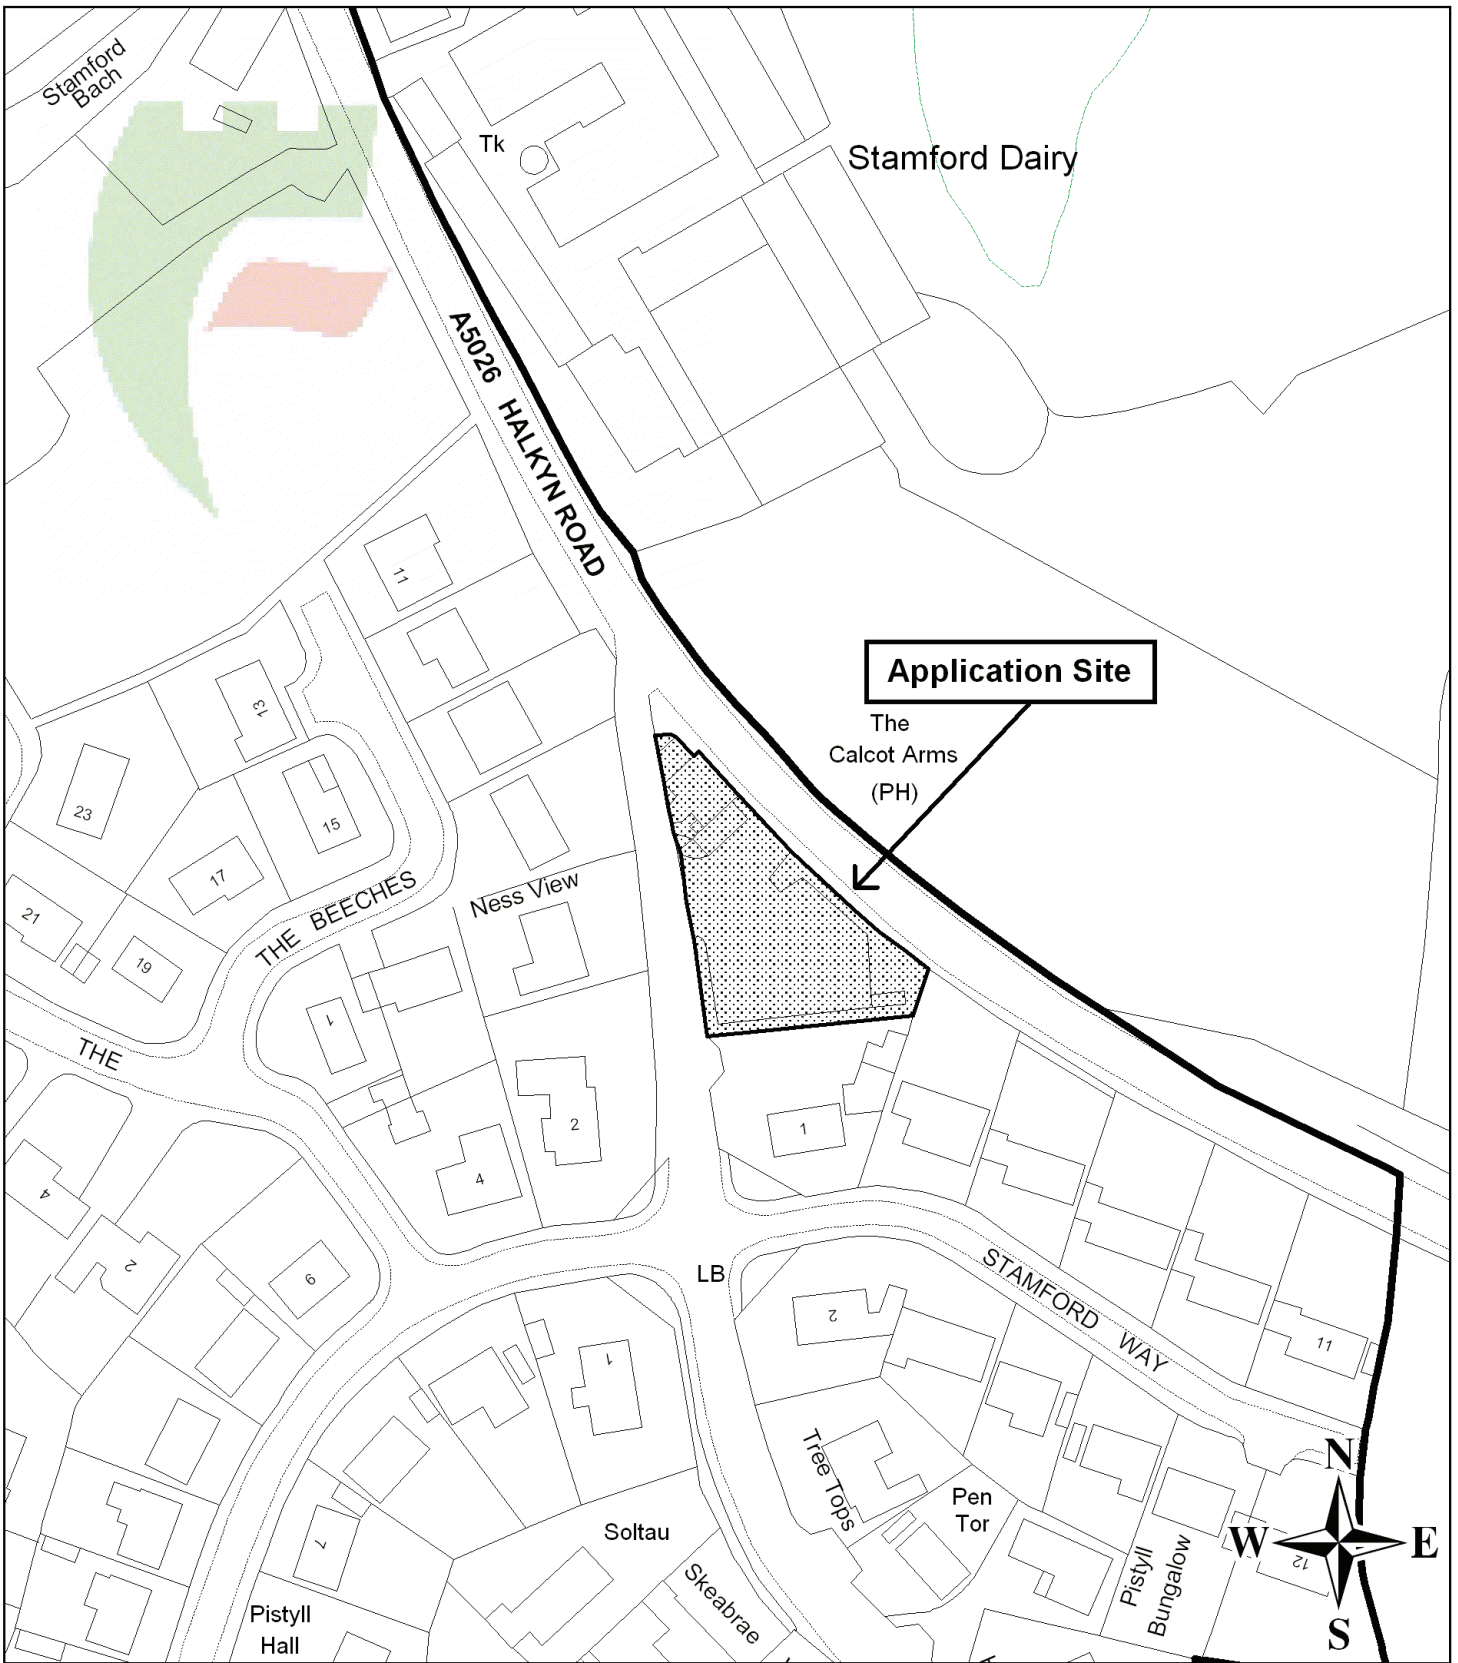 Stamford
Bach
Tk
Stamford Dairy
A5026 HALKYN ROAD
11
Application Site
The
Calcot Arms
(PH)
13
23
15
17
21
19
THE BEECHES
Ness View
1
THE
2
1
4
4
2
6
LB
STAMFORD WAY
2
11
1
Tree Tops
Pen
Tor
Soltau
7
Skeabrae
Pistyll
Bungalow
12
Pistyll
Hall
N
W
E
S